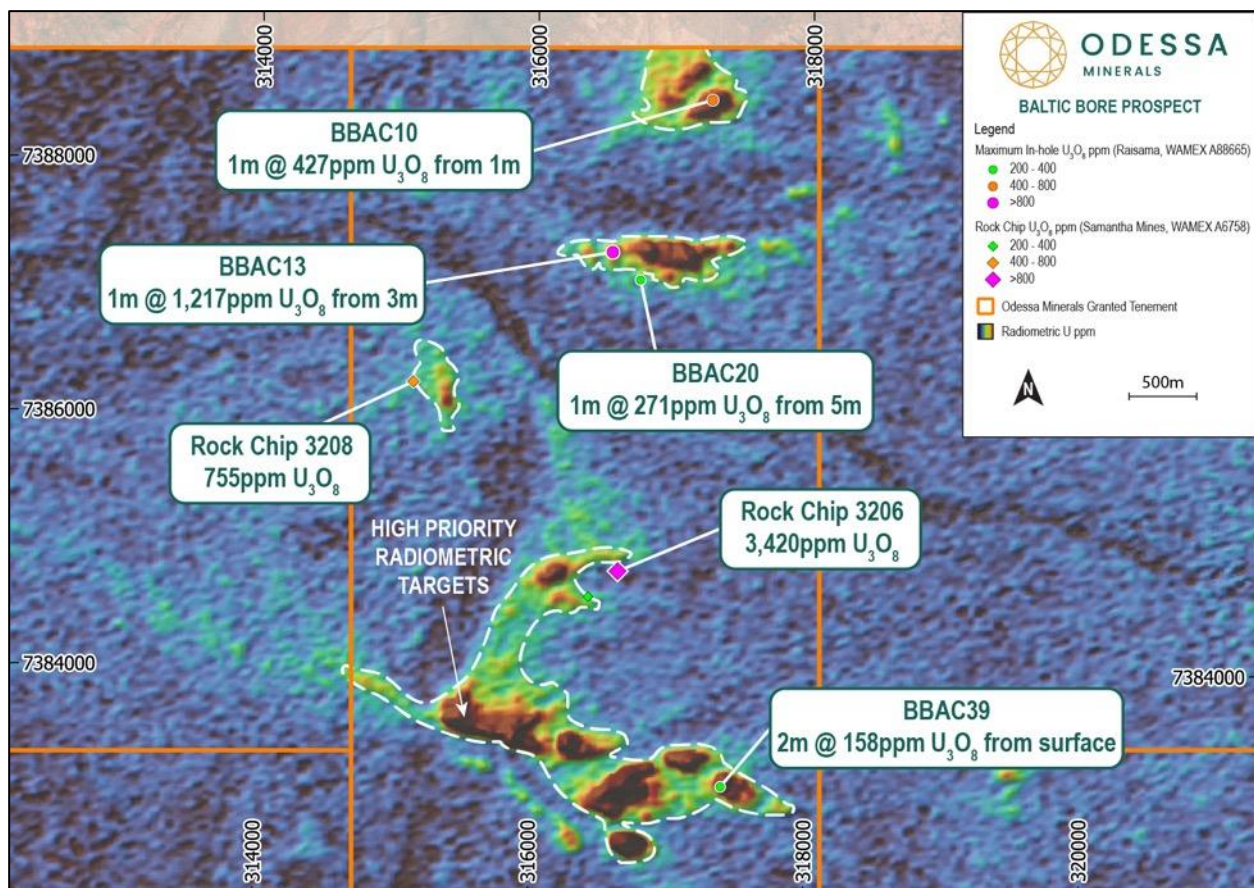 314000
316000
318000
ODESSA
MINERALS
BALTIC BORE PROSPECT
Legend
Maximum In-hole U₃O₈ ppm (Raisama, WAMEX A88665)
200 - 400
400 - 800
>800
Rock Chip U₃O₈ ppm (Samantha Mines, WAMEX A6758)
200 - 400
400 - 800
>800
Odessa Minerals Granted Tenement
Radiometric U ppm
N
500m
BBAC10
1m @ 427ppm U₃O₈ from 1m
7388000
BBAC13
1m @ 1,217ppm U₃O₈ from 3m
BBAC20
1m @ 271ppm U₃O₈ from 5m
7386000
Rock Chip 3208
755ppm U₃O₈
Rock Chip 3206
3,420ppm U₃O₈
HIGH PRIORITY
RADIOMETRIC
TARGETS
7384000
7384000
BBAC39
2m @ 158ppm U₃O₈ from surface
314000
316000
318000
320000